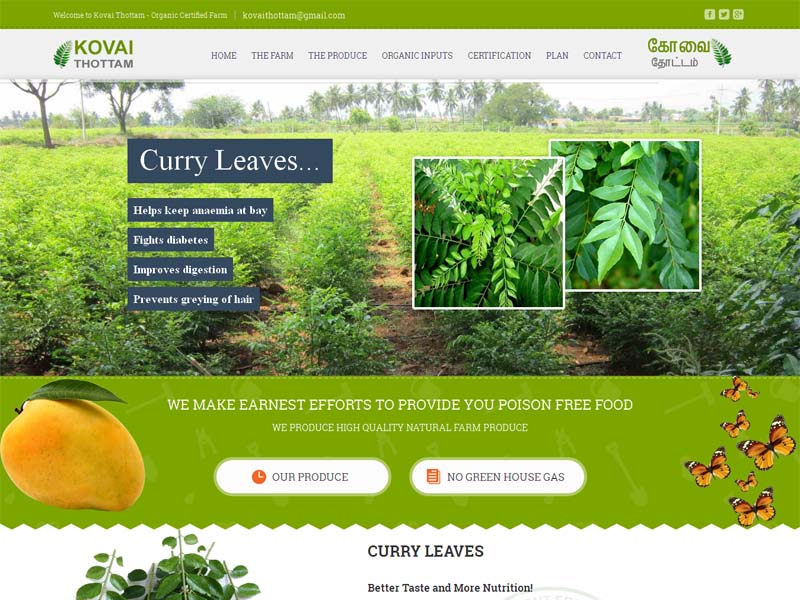 Welcome to Kovai Thottam - Organic Certified Farm | kovaithottam@gmail.com
KOVAI
THOTTAM
HOME THE FARM THE PRODUCE ORGANIC INPUTS CERTIFICATION PLAN CONTACT
கோவை
தோட்டம்
Curry Leaves...
Helps keep anaemia at bay
Fights diabetes
Improves digestion
Prevents greying of hair
WE MAKE EARNEST EFFORTS TO PROVIDE YOU POISON FREE FOOD
WE PRODUCE HIGH QUALITY NATURAL FARM PRODUCE
OUR PRODUCE NO GREEN HOUSE GAS
CURRY LEAVES
Better Taste and More Nutrition!